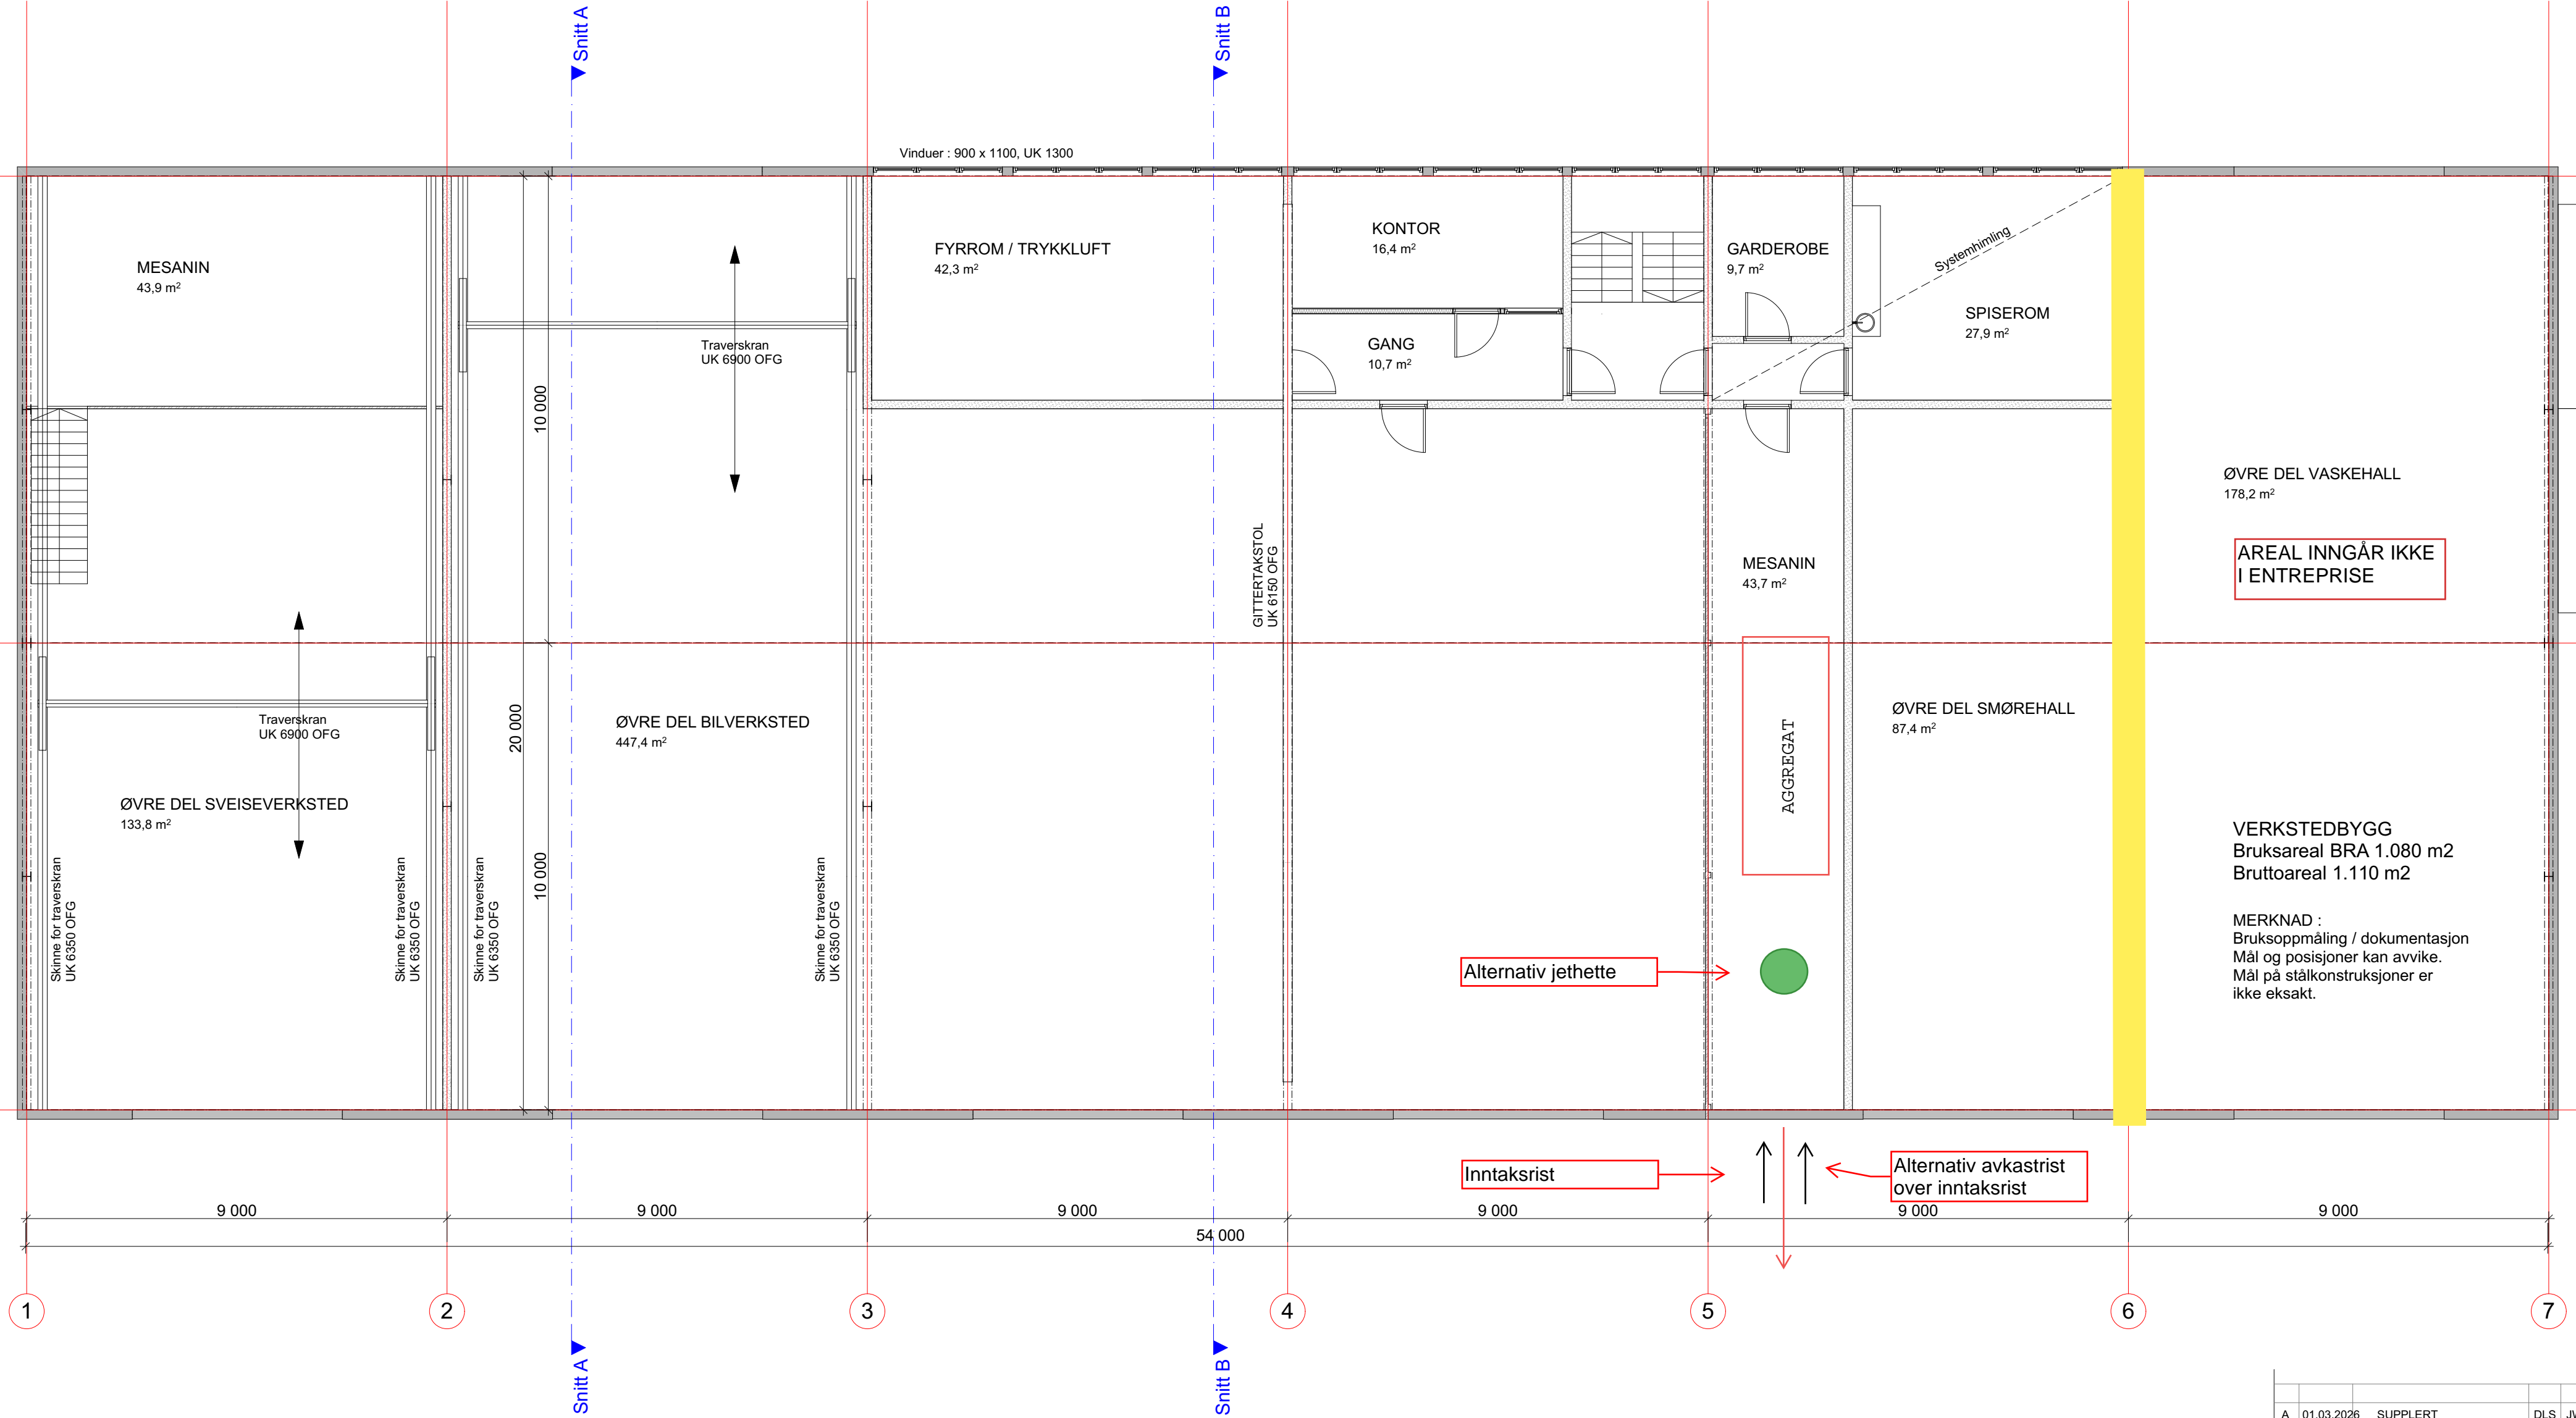 Snitt A
Snitt B
Vinduer : 900 x 1100, UK 1300
MESANIN
43,9 m²
Traverskran
UK 6900 OFG
10 000
FYRROM / TRYKKLUFT
42,3 m²
KONTOR
16,4 m²
GANG
10,7 m²
GARDEROBE
9,7 m²
Systemhimling
SPISEROM
27,9 m²
ØVRE DEL VASKEHALL
178,2 m²
AREAL INNGÅR IKKE
I ENTREPRISE
GITTERTAKSTOL
UK 6150 OFG
MESANIN
43,7 m²
Traverskran
UK 6900 OFG
20 000
ØVRE DEL BILVERKSTED
447,4 m²
AGGREGAT
ØVRE DEL SMØREHALL
87,4 m²
ØVRE DEL SVEISEVERKSTED
133,8 m²
10 000
Skinne for traverskran
UK 6350 OFG
Skinne for traverskran
UK 6350 OFG
Skinne for traverskran
UK 6350 OFG
Skinne for traverskran
UK 6350 OFG
VERKSTEDBYGG
Bruksareal BRA 1.080 m2
Bruttoareal 1.110 m2
MERKNAD :
Bruksoppmåling / dokumentasjon
Mål og posisjoner kan avvike.
Mål på stålkonstruksjoner er
ikke eksakt.
Alternativ jethette
Inntaksrist
Alternativ avkastrist
over inntaksrist
9 000
9 000
9 000
9 000
9 000
9 000
54 000
1
2
3
4
5
6
7
Snitt A
Snitt B
A 01.03.2026 SUPPLERT DLS